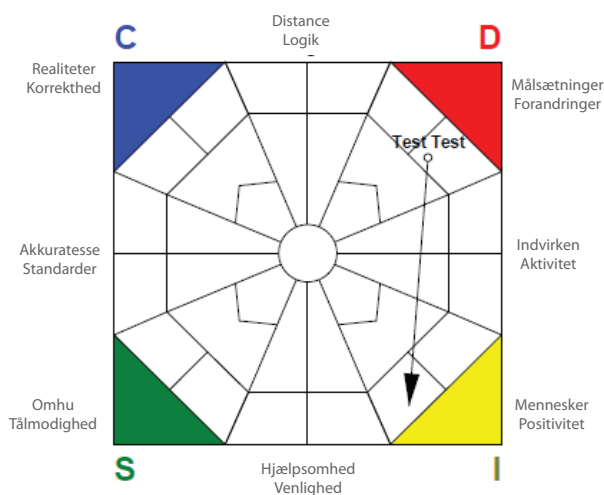 C
Distance
Logik
D
Realiteter
Korrekthed
Målsætninger
Forandringer
Test Test
Akkuratesse
Standarder
Indvirken
Aktivitet
Omhu
Tålmodighed
Mennesker
Positivitet
S
Hjælpsomhed
Venlighed
I